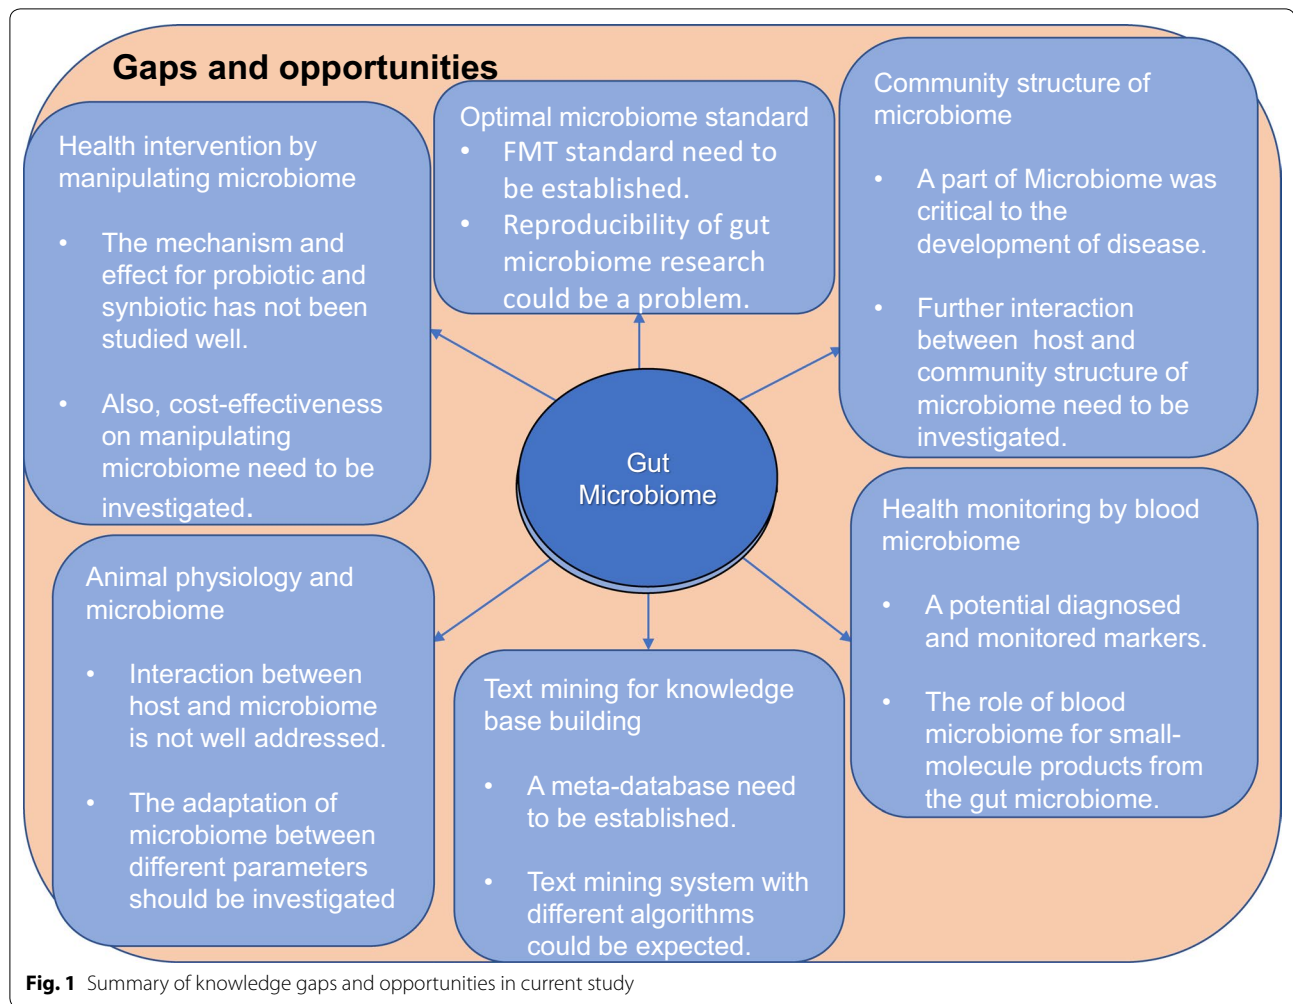 Gaps and opportunities
Health intervention by
manipulating microbiome
• The mechanism and
effect for probiotic and
synbiotic has not been
studied well.
• Also, cost-effectiveness
on manipulating
microbiome need to be
investigated.
Optimal microbiome standard
• FMT standard need to
be established.
• Reproducibility of gut
microbiome research
could be a problem.
Community structure of
microbiome
• A part of Microbiome was
critical to the
development of disease.
• Further interaction
between host and
community structure of
microbiome need to be
investigated.
Gut
Microbiome
Animal physiology and
microbiome
• Interaction between
host and microbiome
is not well addressed.
• The adaptation of
microbiome between
different parameters
should be investigated
Text mining for knowledge
base building
• A meta-database need
to be established.
• Text mining system with
different algorithms
could be expected.
Health monitoring by blood
microbiome
• A potential diagnosed
and monitored markers.
• The role of blood
microbiome for small-
molecule products from
the gut microbiome.
Fig. 1 Summary of knowledge gaps and opportunities in current study